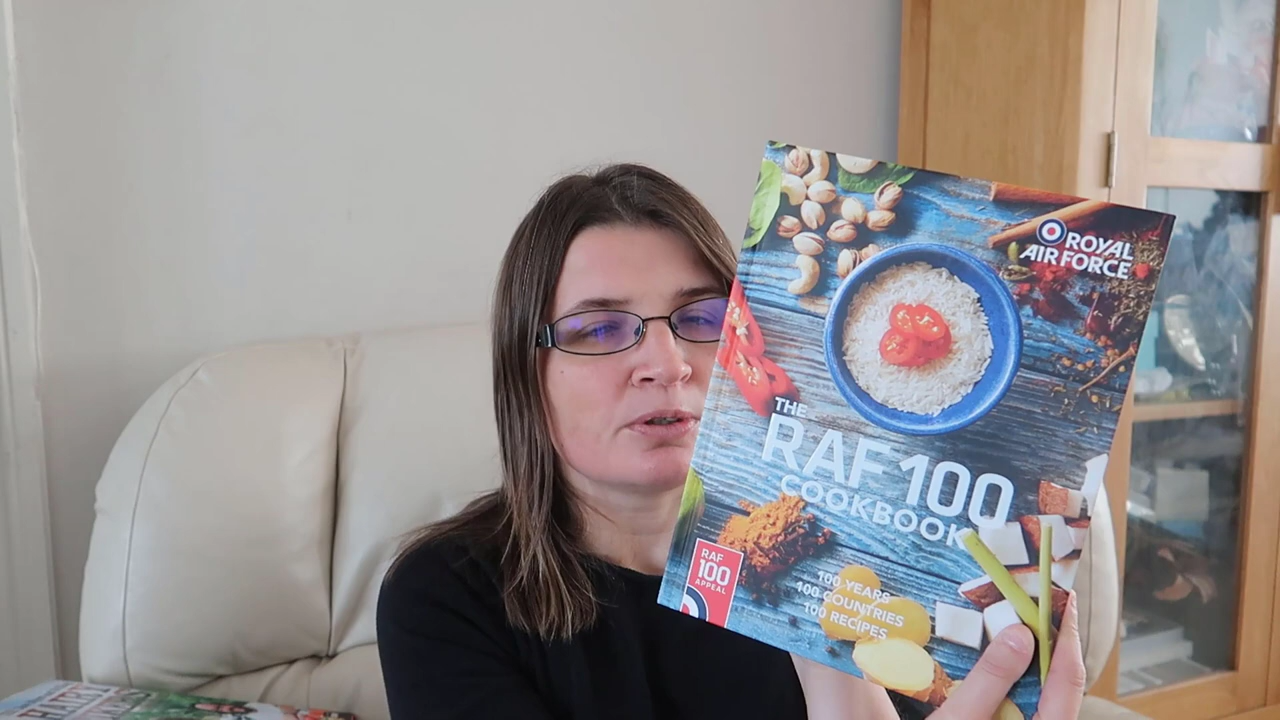 ROYAL
AIR FORCE
THE
RAF 100
COOKBOOK
RAF
100
APPEAL
100 YEARS
100 COUNTRIES
100 RECIPES